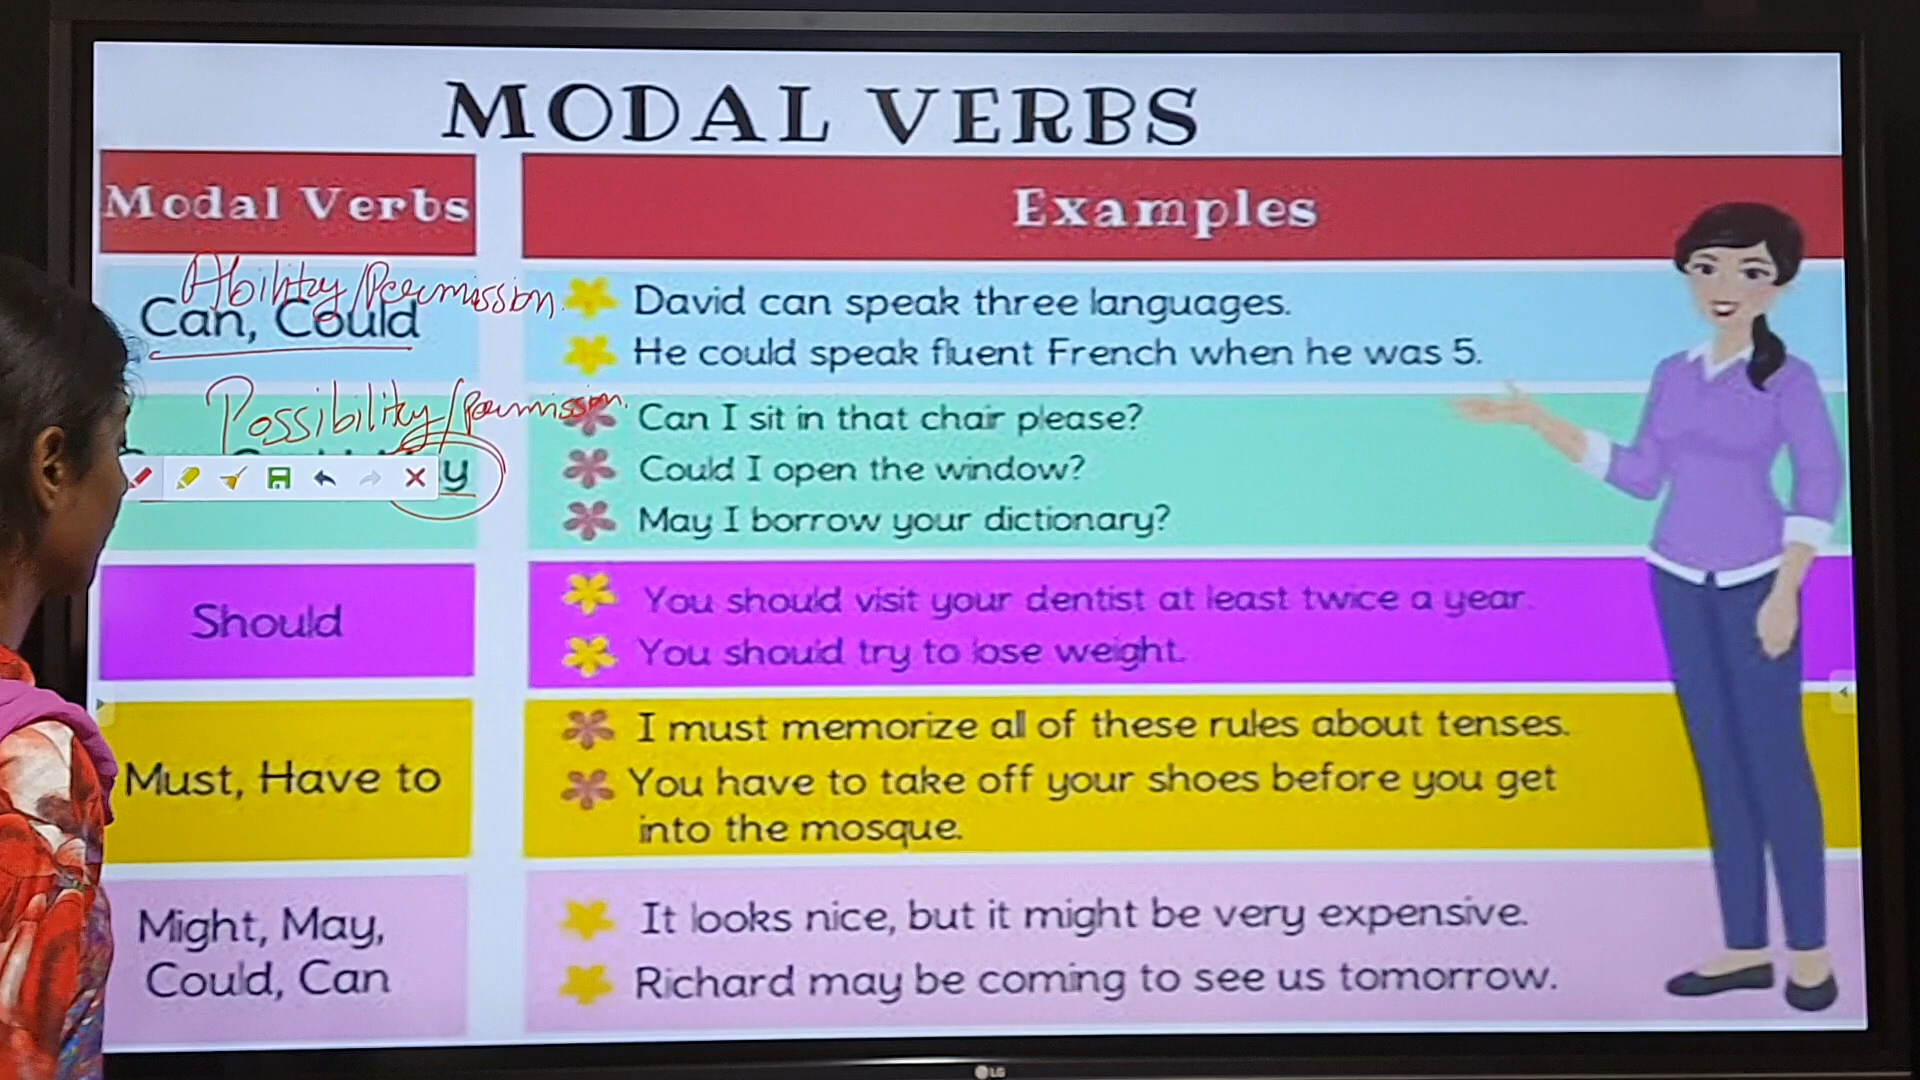 MODAL VERBS
Modal Verbs
Examples
Ability/Permission
Can, Could
David can speak three languages.
He could speak fluent French when he was 5.
Possibility/permission.
Can I sit in that chair please?
Could I open the window?
May I borrow your dictionary?
Should
You should visit your dentist at least twice a year.
You should try to lose weight.
Must, Have to
I must memorize all of these rules about tenses.
You have to take off your shoes before you get
into the mosque.
Might, May,
Could, Can
It looks nice, but it might be very expensive.
Richard may be coming to see us tomorrow.
LG